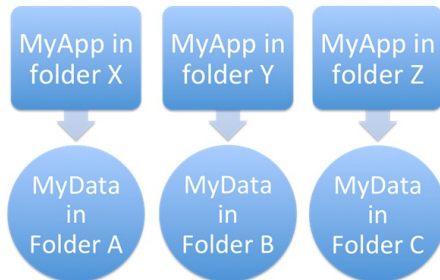 MyApp in
folder X
MyApp in
folder Y
MyApp in
folder Z
MyData
in
Folder A
MyData
in
Folder B
MyData
in
Folder C